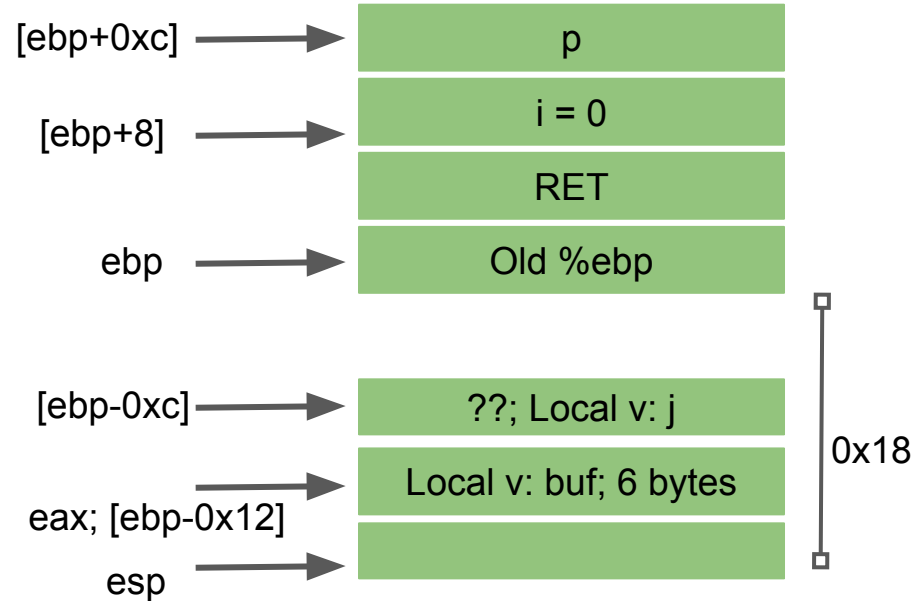 [ebp+0xc]
p
[ebp+8]
i = 0
RET
ebp
Old %ebp
[ebp-0xc]
??; Local v: j
0x18
Local v: buf; 6 bytes
eax; [ebp-0x12]
esp